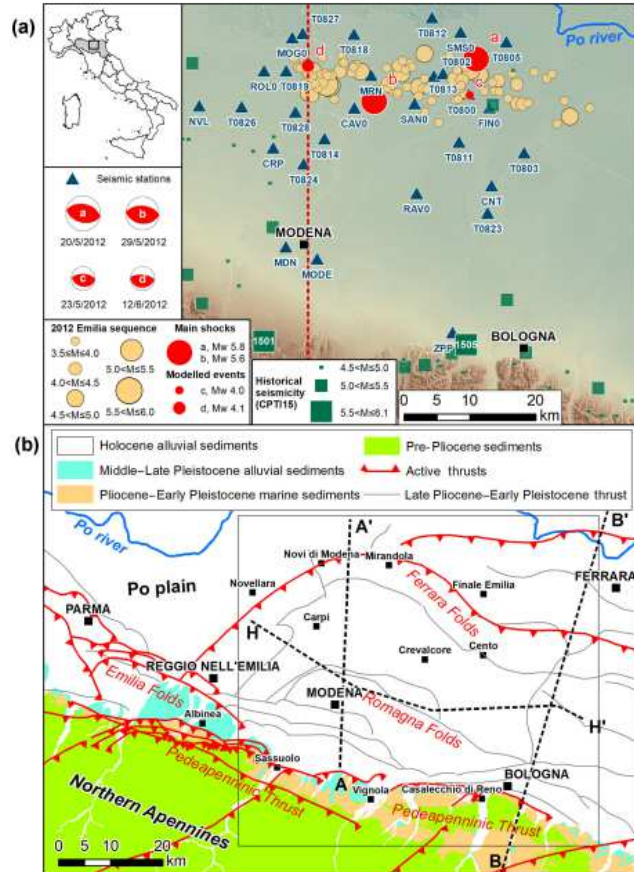 (a)
T0827
T0812
Po river
MOG0
T0818
SMS0
a
d
T0802
T0805
b
ROL0
T0819
MRN
T0813
c
NVL
T0826
T0828
CAV0
SAN0
T0800
FIN0
CRP
T0814
T0811
T0803
T0824
RAV0
CNT
T0823
MODENA
MDN
MODE
1501
ZPP
1505
BOLOGNA
Seismic stations
a
b
20/5/2012
29/5/2012
c
d
23/5/2012
12/6/2012
2012 Emilia sequence
3.5≤M≤4.0
4.0<M≤4.5
4.5<M≤5.0
5.0<M≤5.5
5.5<M≤6.0
Main shocks
a, Mw 5.8
b, Mw 5.6
Modelled events
c, Mw 4.0
d, Mw 4.1
Historical
seismicity
(CPTI15)
4.5<M≤5.0
5.0<M≤5.5
5.5<M≤6.1
0 5 10 20
km
(b)
Holocene alluvial sediments
Middle–Late Pleistocene alluvial sediments
Pliocene–Early Pleistocene marine sediments
Pre-Pliocene sediments
Active thrusts
Late Pliocene–Early Pleistocene thrust
Po river
A'
B'
Novi di Modena
Mirandola
Po plain
Novellara
Ferrara Folds
Finale Emilia
FERRARA
PARMA
H
Carpi
Crevalcore
Cento
REGGIO NELL'EMILIA
Emilia Folds
MODENA
Romagna Folds
H'
Albinea
Sassuolo
Pedeapenninic Thrust
A
Vignola
Casalecchio di Reno
BOLOGNA
Pedeapenninic Thrust
Northern Apennines
B
0 5 10 20
km